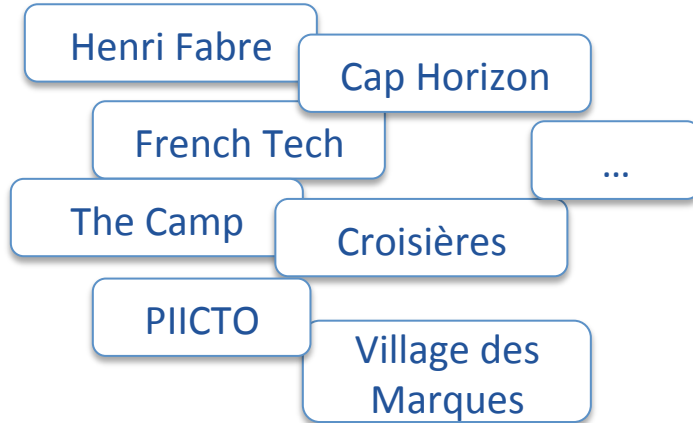 Henri Fabre
Cap Horizon
French Tech
...
The Camp
Croisières
PIICTO
Village des
Marques